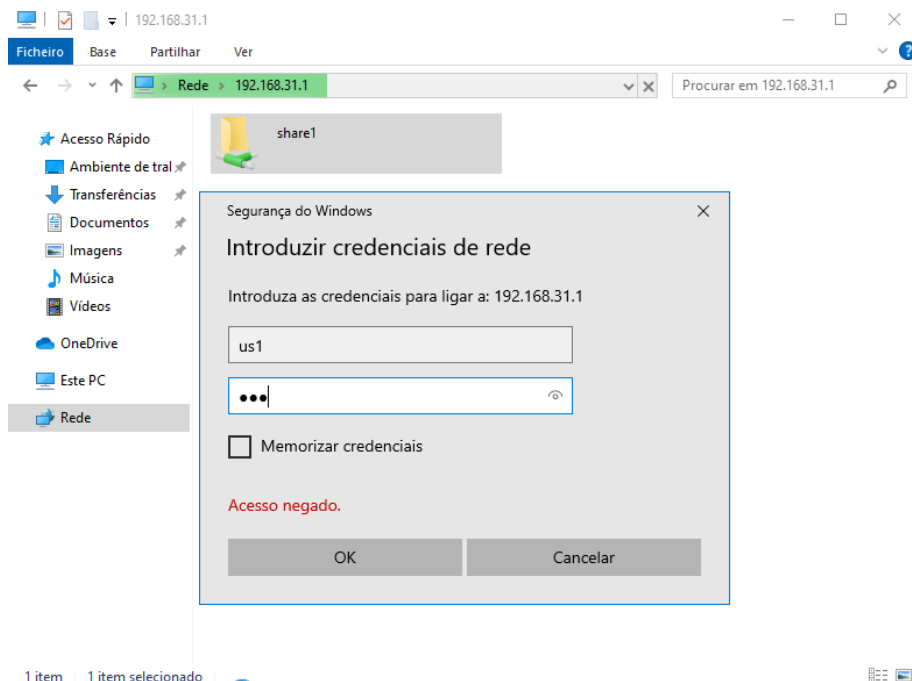 192.168.31.1
Ficheiro Base Partilhar Ver
Rede 192.168.31.1 Procurar em 192.168.31.1
Acesso Rápido
Ambiente de tral
Transferências
Documentos
Imagens
Música
Vídeos
OneDrive
Este PC
Rede
share1
Segurança do Windows
Introduzir credenciais de rede
Introduza as credenciais para ligar a: 192.168.31.1
us1
Memorizar credenciais
Acesso negado.
OK Cancelar
1 item 1 item selecionado